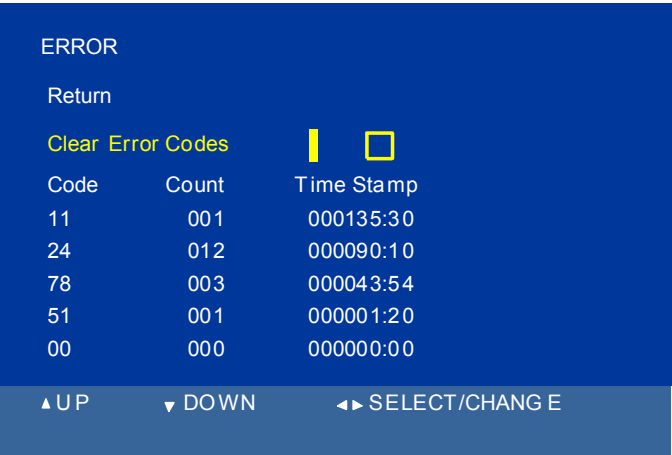 ERROR
Return
Clear Error Codes
Code Count Time Stamp
11 001 000135:30
24 012 000090:10
78 003 000043:54
51 001 000001:20
00 000 000000:00
▲UP ▼ DOWN ◀▶ SELECT/CHANGE